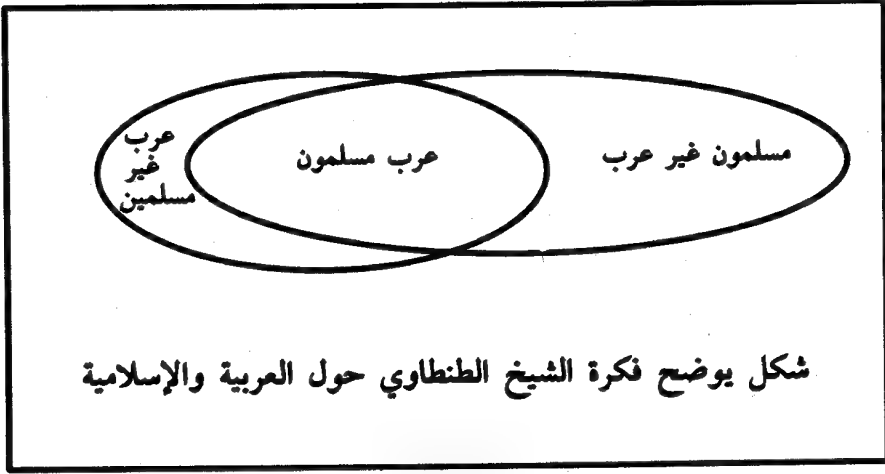 مسلمون غير عرب
عرب مسلمون
عرب
غير
مسلمين
شكل يوضح فكرة الشيخ الطنطاوي حول العربية والإسلامية